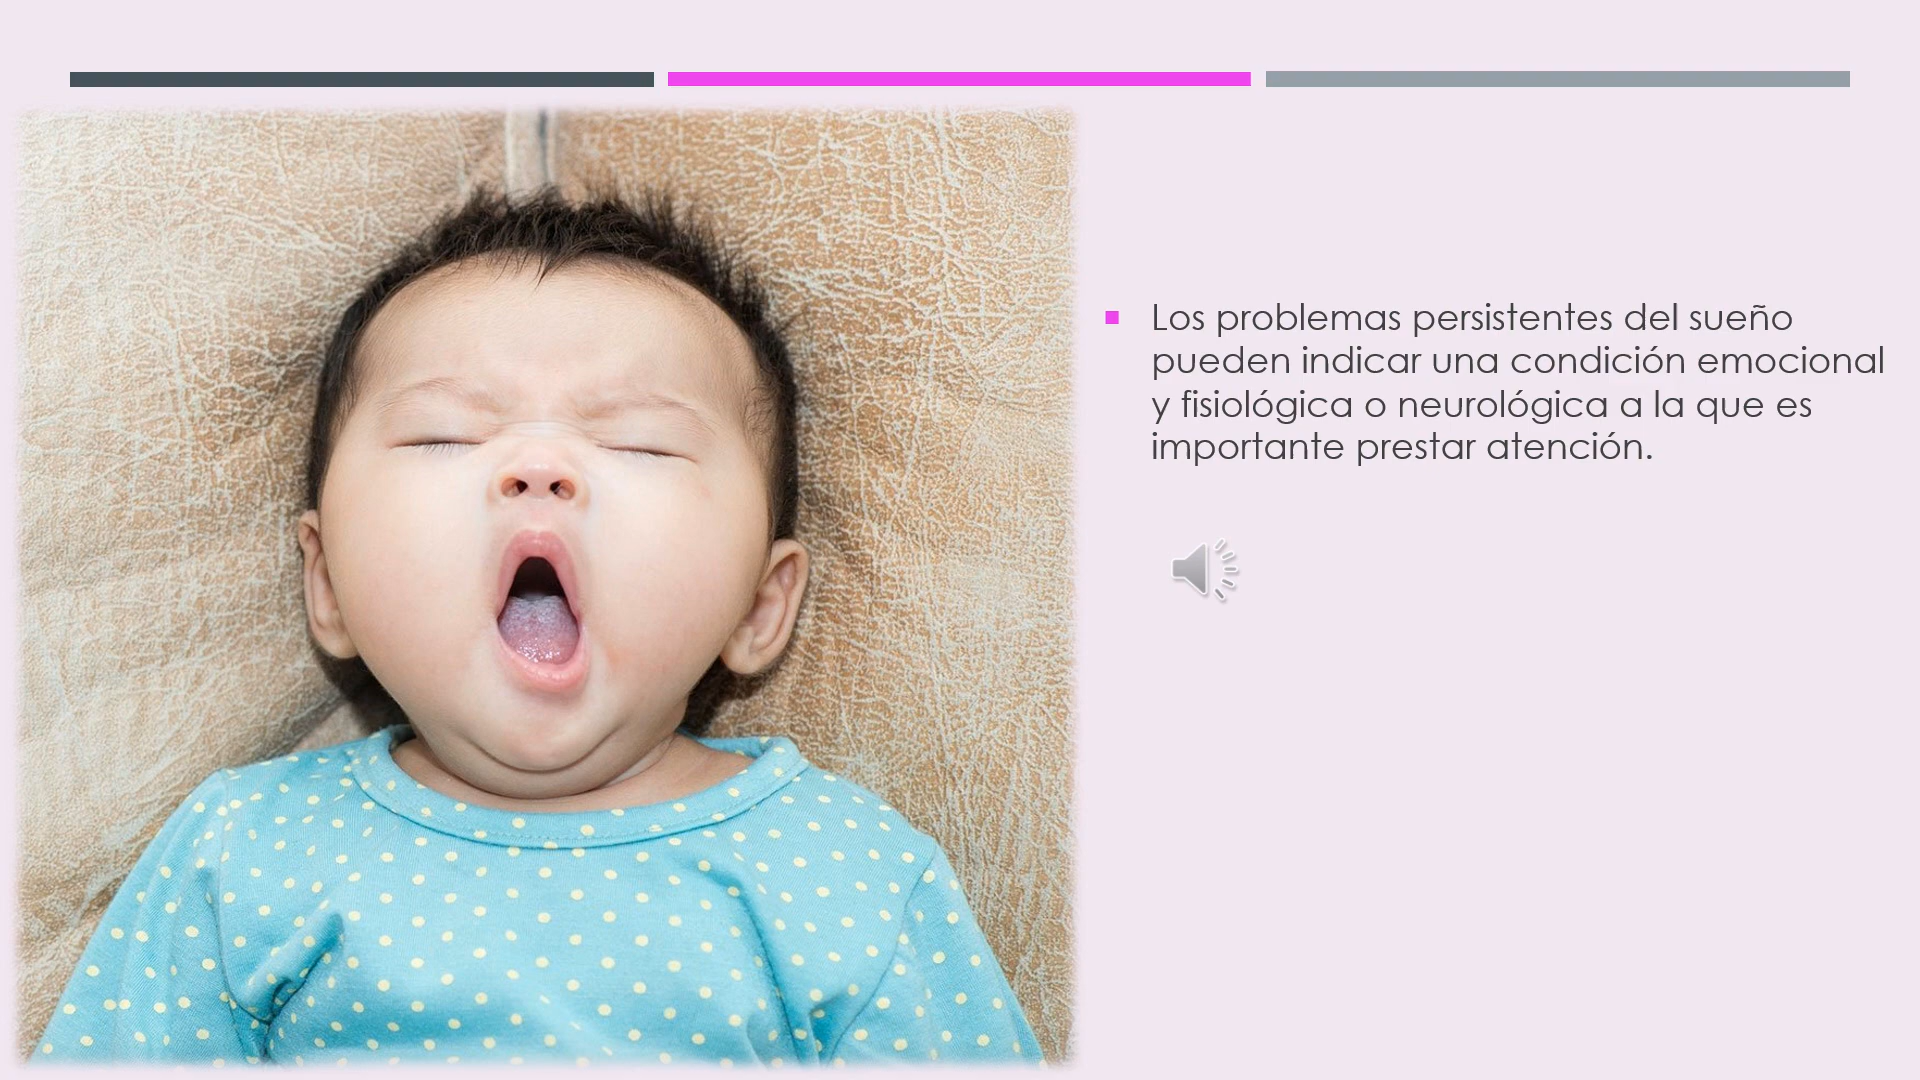 Los problemas persistentes del sueño
pueden indicar una condición emocional
y fisiológica o neurológica a la que es
importante prestar atención.